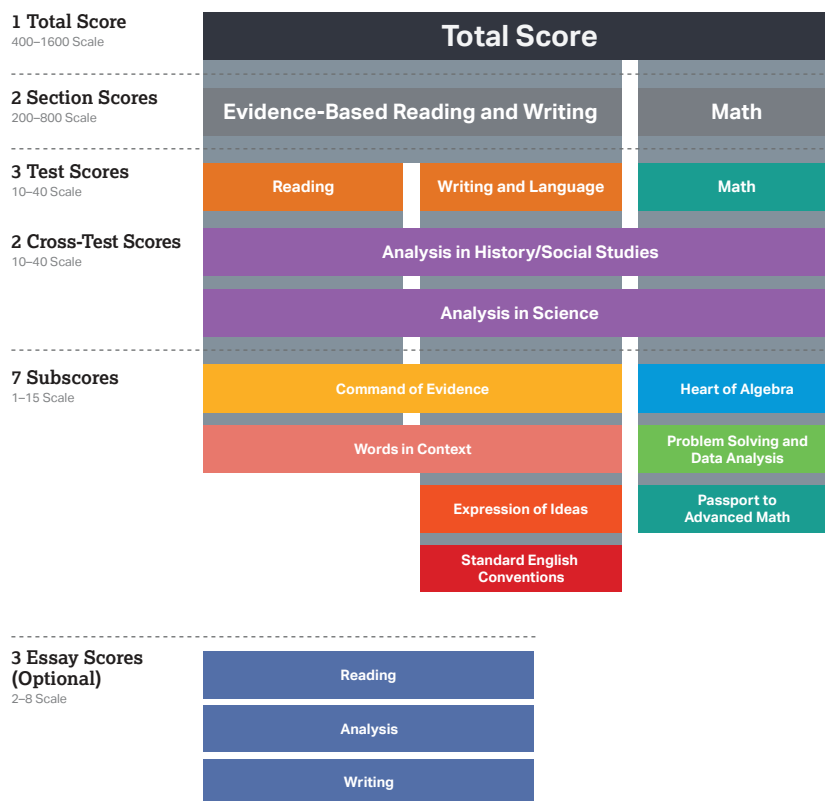 1 Total Score
400–1600 Scale
Total Score
2 Section Scores
200–800 Scale
Evidence-Based Reading and Writing
Math
3 Test Scores
10–40 Scale
Reading
Writing and Language
Math
2 Cross-Test Scores
10–40 Scale
Analysis in History/Social Studies
Analysis in Science
7 Subscores
1–15 Scale
Command of Evidence
Heart of Algebra
Words in Context
Problem Solving and
Data Analysis
Expression of Ideas
Passport to
Advanced Math
Standard English
Conventions
3 Essay Scores
(Optional)
2–8 Scale
Reading
Analysis
Writing